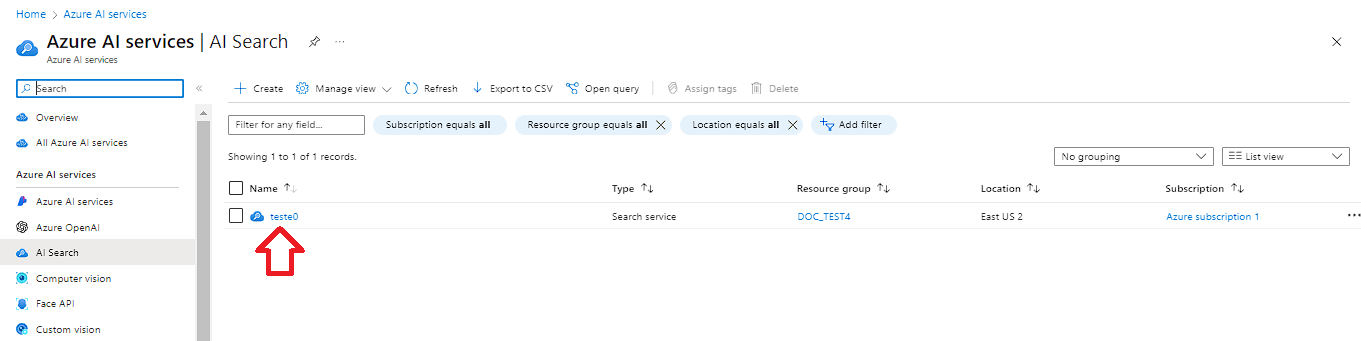 Home > Azure AI services >
Azure AI services | AI Search ...
Azure AI services
Search
Overview
All Azure AI services
Azure AI services
Azure AI services
Azure OpenAI
AI Search
Computer vision
Face API
Custom vision
Create Manage view Refresh Export to CSV Open query Assign tags Delete
Filter for any field... Subscription equals all Resource group equals all Location equals all Add filter
Showing 1 to 1 of 1 records. No grouping List view
Name Type Resource group Location Subscription
teste0 Search service DOC_TEST4 East US 2 Azure subscription 1 ...